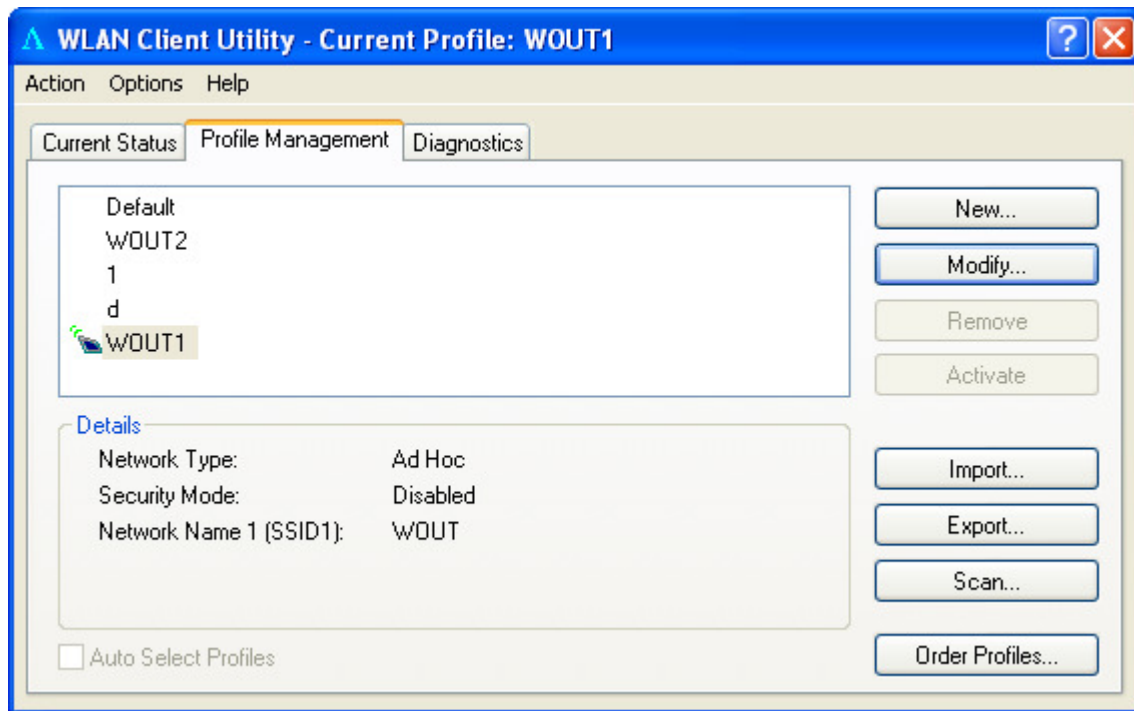 WLAN Client Utility - Current Profile: WOUT1
Action Options Help
Current Status Profile Management Diagnostics
Default
WOUT2
1
d
WOUT1
New...
Modify...
Remove
Activate
Details
Network Type: Ad Hoc
Security Mode: Disabled
Network Name 1 (SSID1): WOUT
Import...
Export...
Scan...
Auto Select Profiles
Order Profiles...